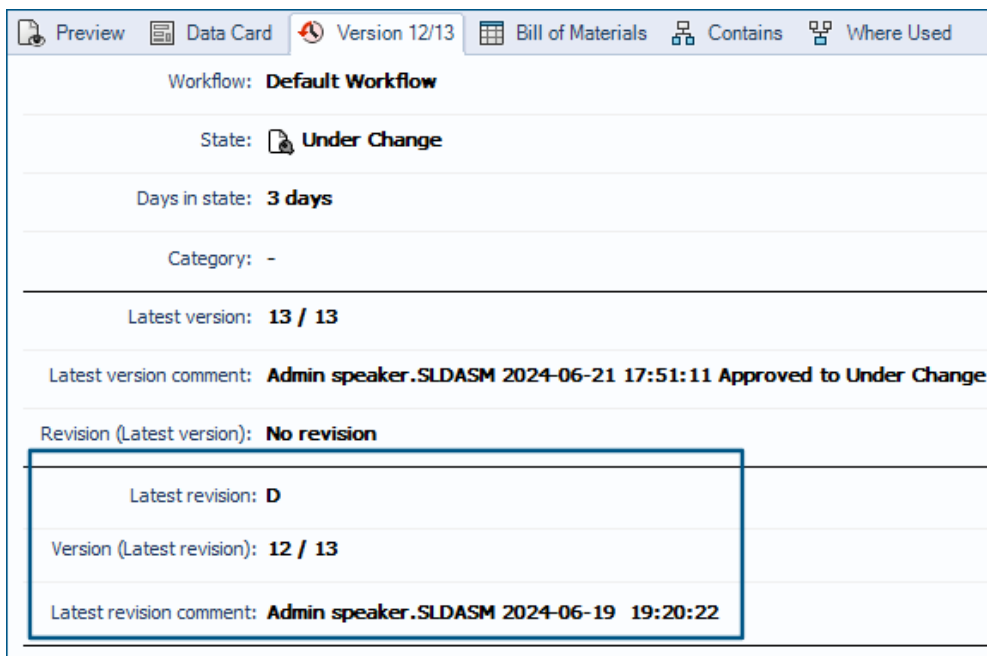 Preview Data Card Version 12/13 Bill of Materials Contains Where Used
Workflow: Default Workflow
State: Under Change
Days in state: 3 days
Category: -
Latest version: 13 / 13
Latest version comment: Admin speaker.SLDASM 2024-06-21 17:51:11 Approved to Under Change
Revision (Latest version): No revision
Latest revision: D
Version (Latest revision): 12 / 13
Latest revision comment: Admin speaker.SLDASM 2024-06-19 19:20:22